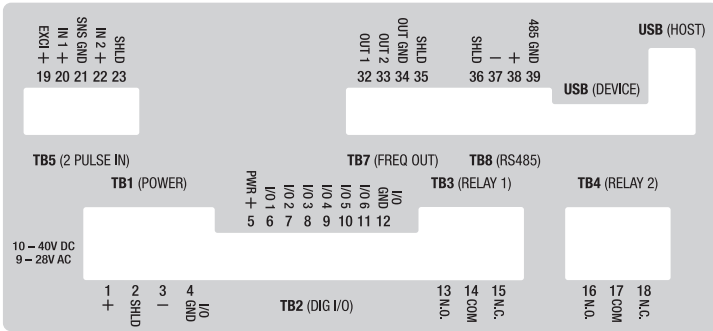 EXCI +
IN 1 +
SNS GND
IN 2 +
SHLD
19 20 21 22 23
OUT 1
OUT 2
OUT GND
SHLD
32 33 34 35
SHLD
—
+
485 GND
36 37 38 39
USB (HOST)
USB (DEVICE)
TB5 (2 PULSE IN)
TB7 (FREQ OUT)
TB8 (RS485)
TB1 (POWER)
PWR +
I/O 1
I/O 2
I/O 3
I/O 4
I/O 5
I/O 6
I/O GND
5 6 7 8 9 10 11 12
TB3 (RELAY 1)
TB4 (RELAY 2)
10 – 40V DC
9 – 28V AC
1 2 3 4
+
SHLD
—
I/O GND
TB2 (DIG I/O)
13 14 15
N.O.
COM
N.C.
16 17 18
N.O.
COM
N.C.